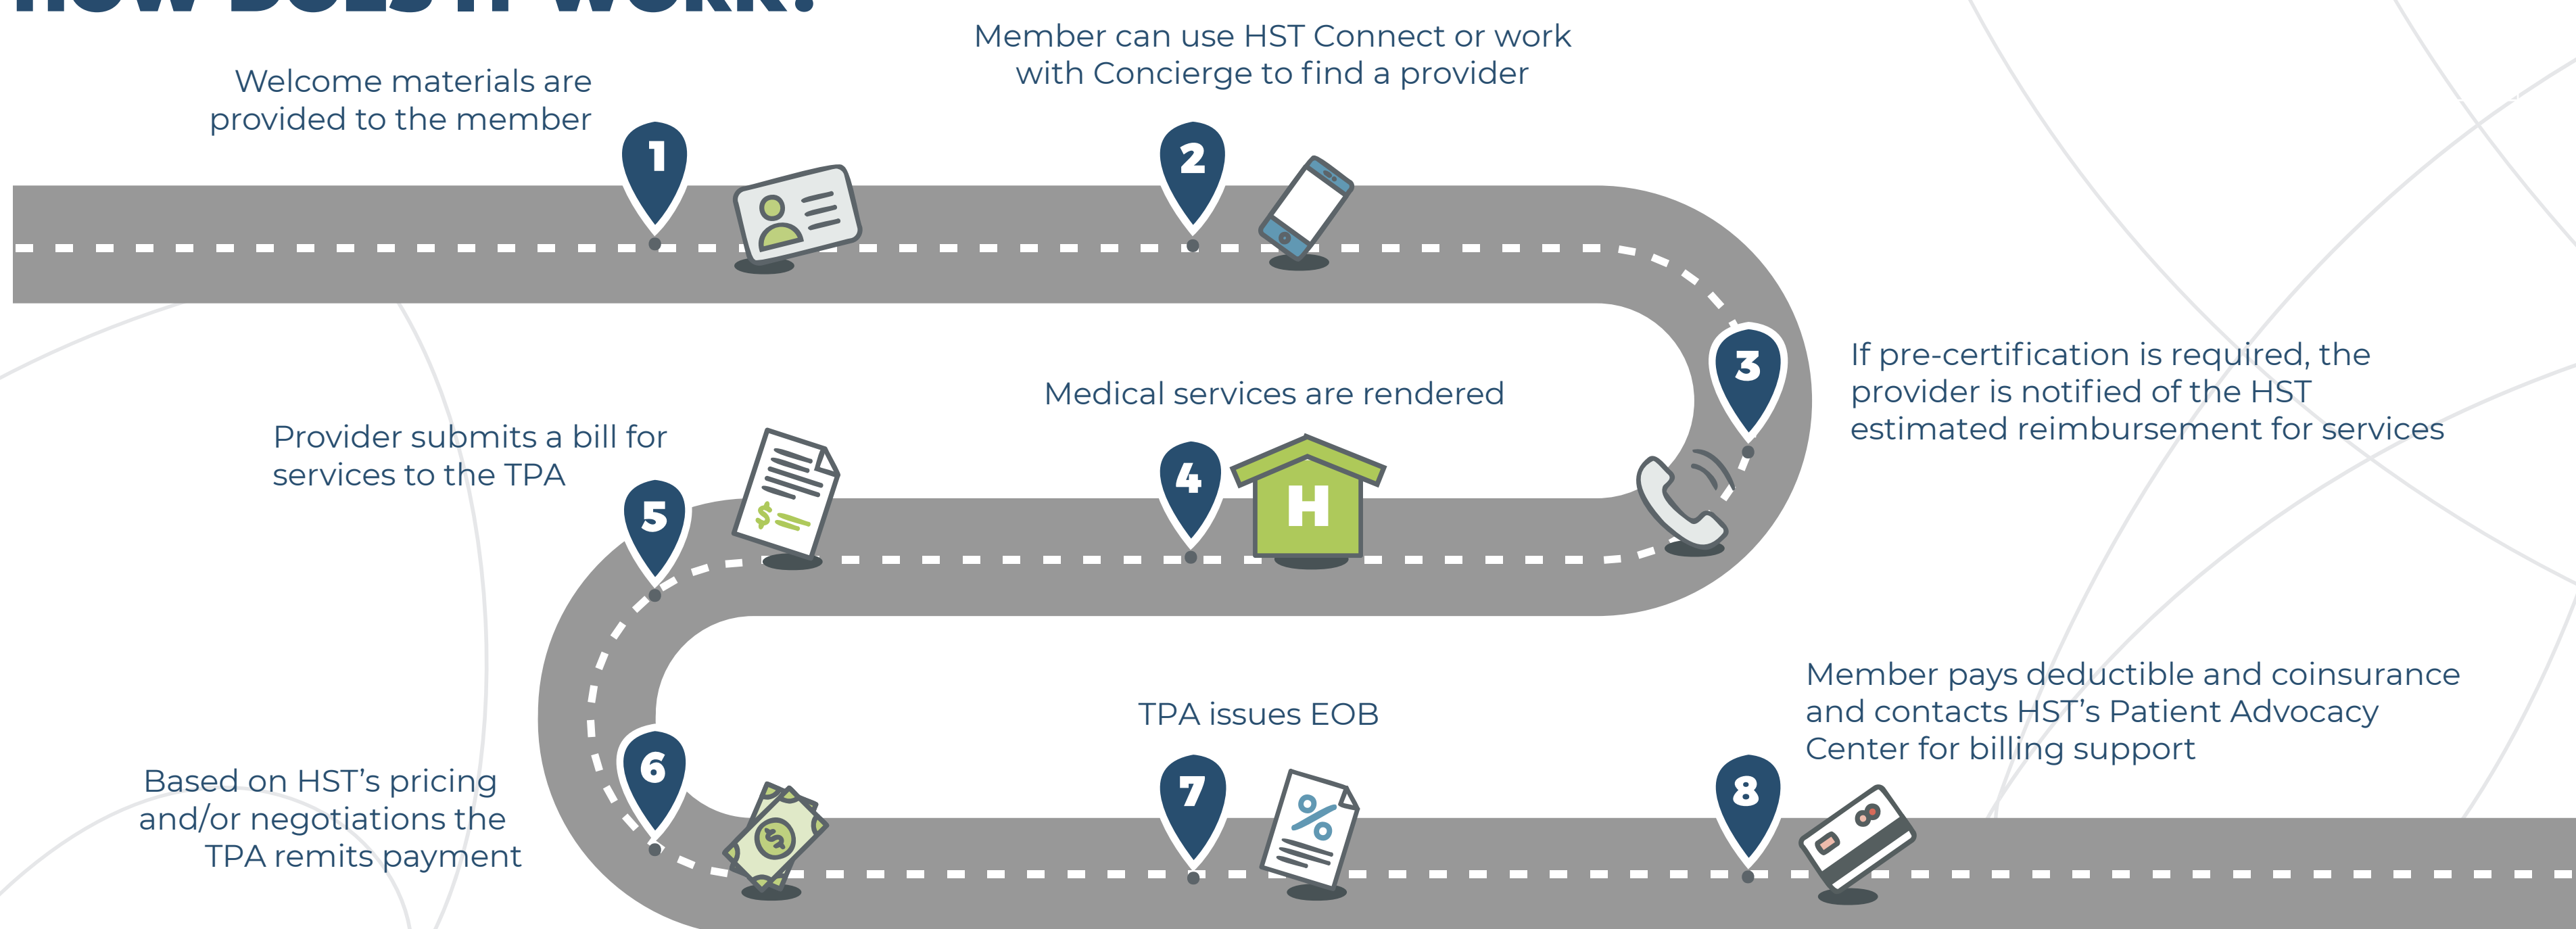 HOW DOES IT WORK?
Welcome materials are
provided to the member
1
Member can use HST Connect or work
with Concierge to find a provider
2
3
If pre-certification is required, the
provider is notified of the HST
estimated reimbursement for services
Medical services are rendered
4
H
Provider submits a bill for
services to the TPA
5
$
6
Based on HST’s pricing
and/or negotiations the
TPA remits payment
$
TPA issues EOB
7
%
Member pays deductible and coinsurance
and contacts HST’s Patient Advocacy
Center for billing support
8